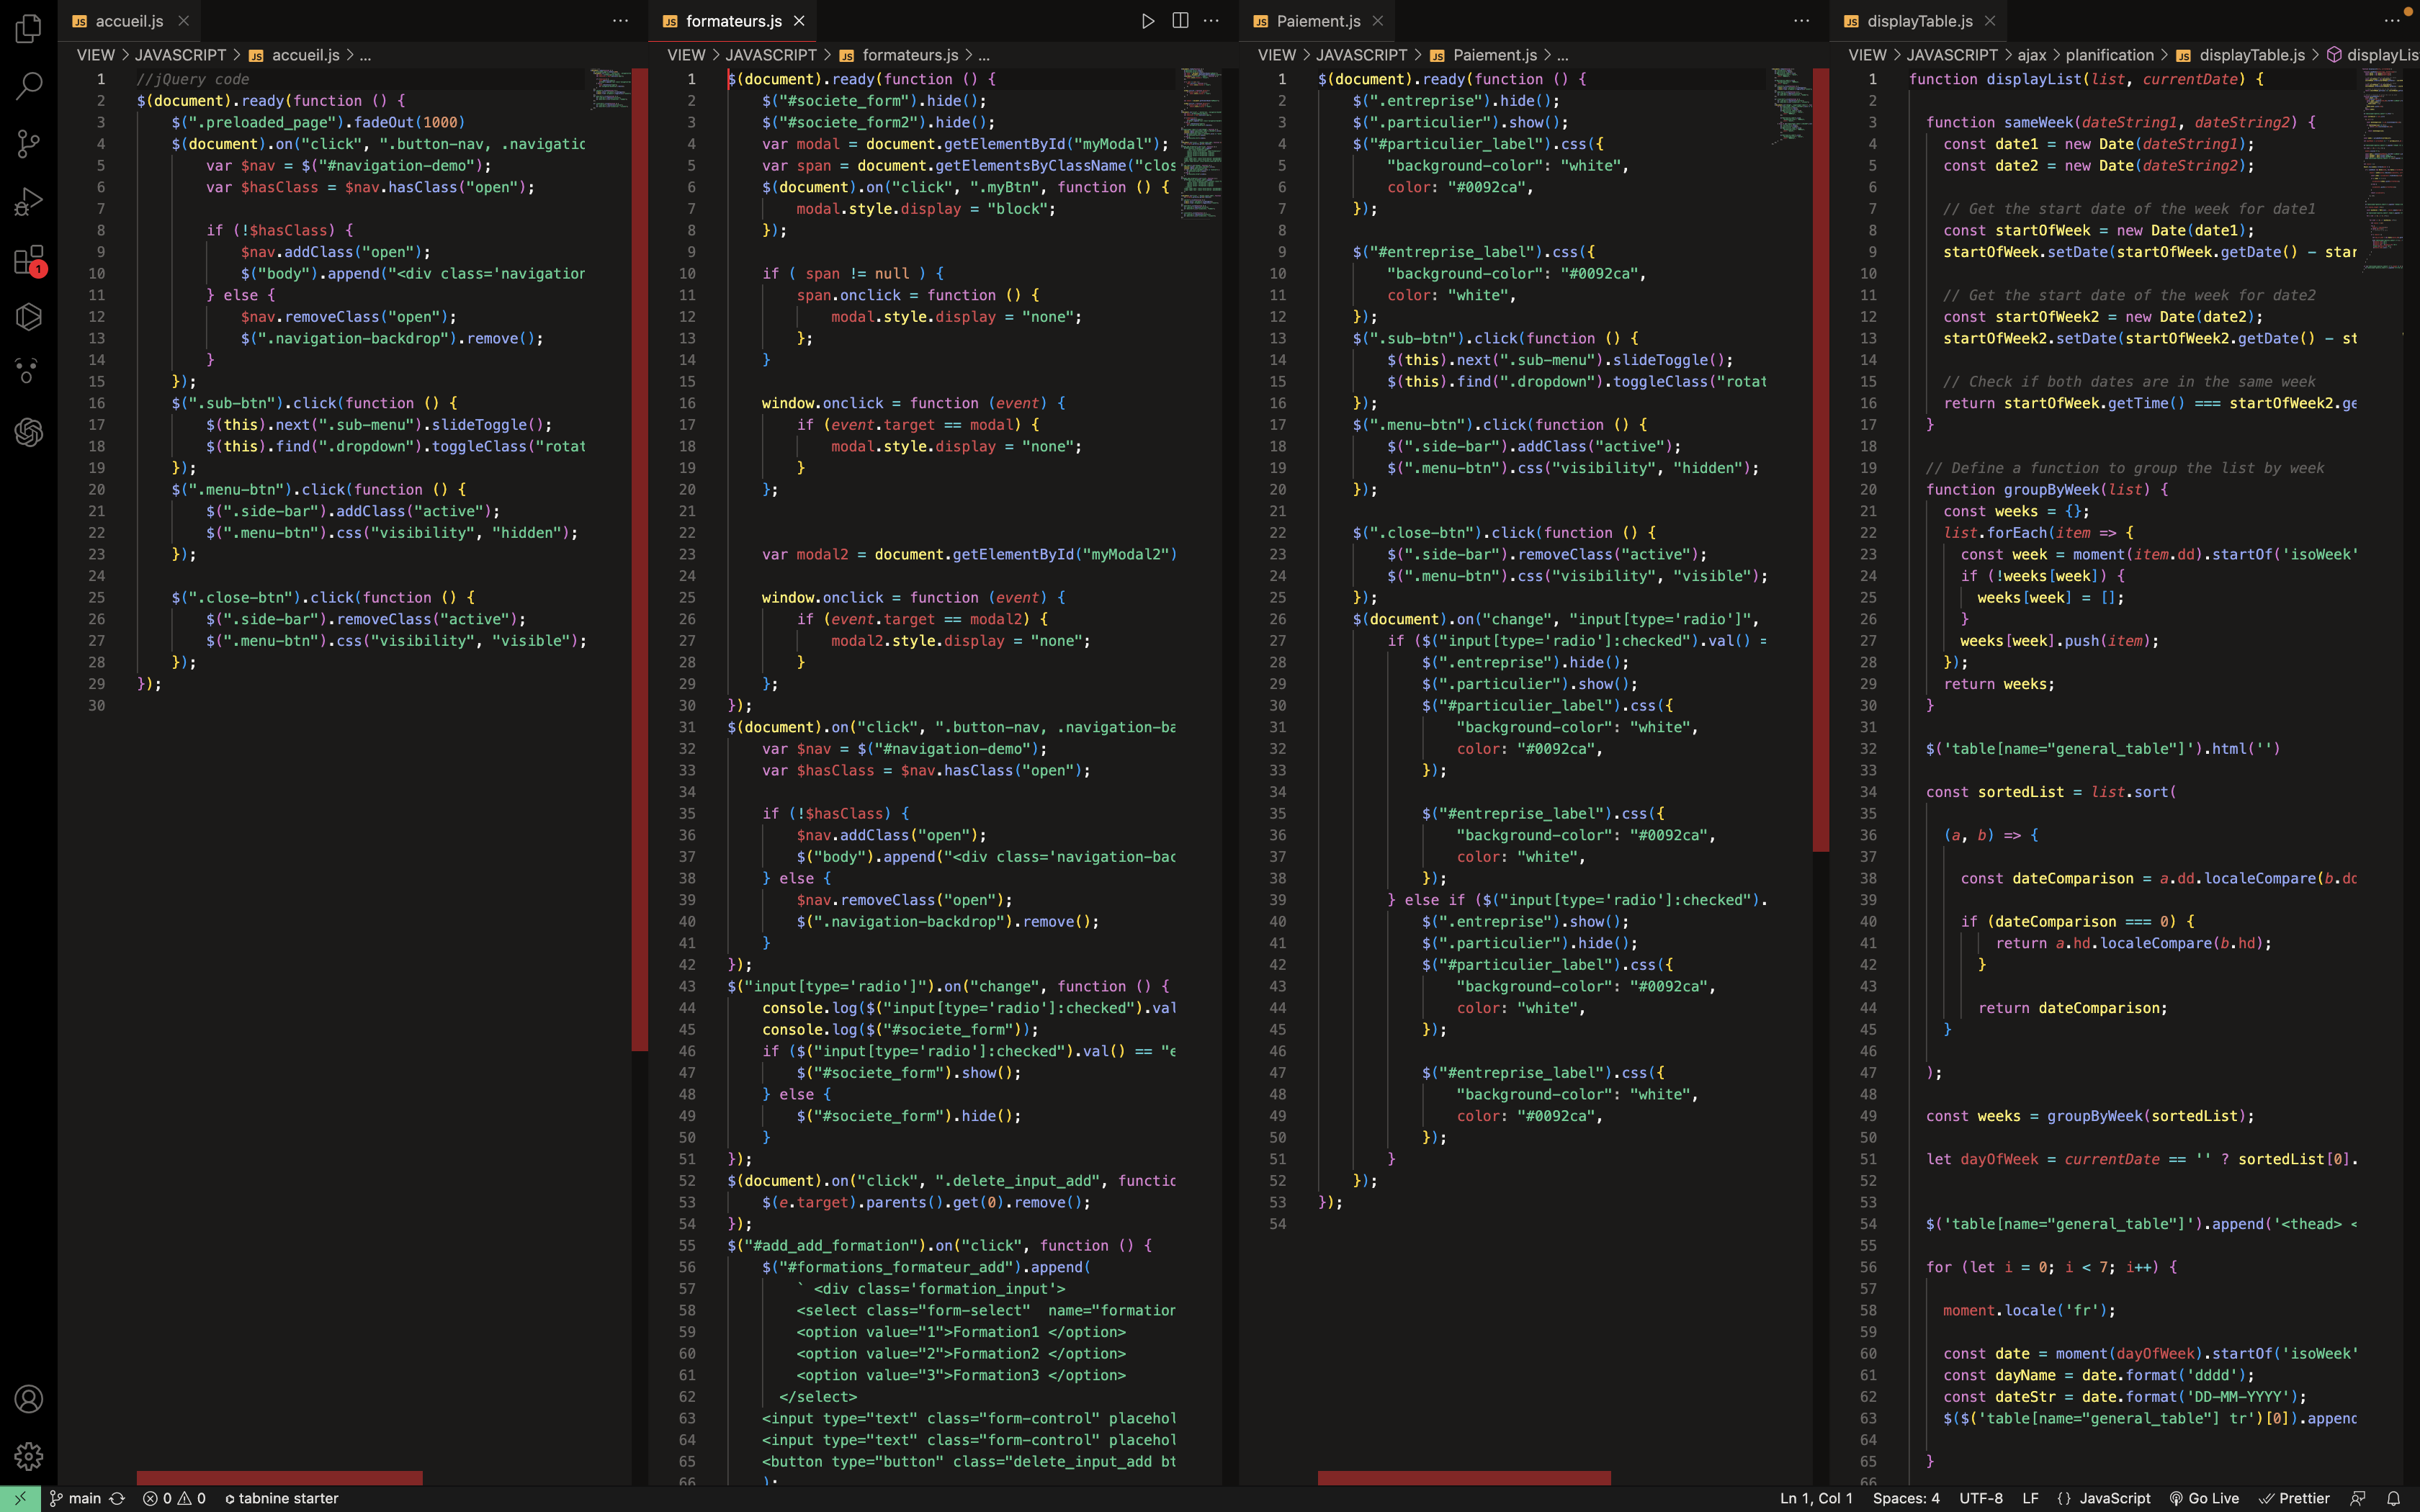 accueil.js
VIEW > JAVASCRIPT > JS accueil.js > ...
1 //jQuery code
2 $(document).ready(function () {
3 $(".preloaded_page").fadeOut(1000)
4 $(document).on("click", ".button-nav, .navigatic
5 var $nav = $("#navigation-demo");
6 var $hasClass = $nav.hasClass("open");
7
8 if (!$hasClass) {
9 $nav.addClass("open");
10 $("body").append("<div class='navigation
11 } else {
12 $nav.removeClass("open");
13 $(".navigation-backdrop").remove();
14 }
15 });
16 $(".sub-btn").click(function () {
17 $(this).next(".sub-menu").slideToggle();
18 $(this).find(".dropdown").toggleClass("rotat
19 });
20 $(".menu-btn").click(function () {
21 $(".side-bar").addClass("active");
22 $(".menu-btn").css("visibility", "hidden");
23 });
24
25 $(".close-btn").click(function () {
26 $(".side-bar").removeClass("active");
27 $(".menu-btn").css("visibility", "visible");
28 });
29 });
30
formateurs.js
VIEW > JAVASCRIPT > JS formateurs.js > ...
1 $(document).ready(function () {
2 $("#societe_form").hide();
3 $("#societe_form2").hide();
4 var modal = document.getElementById("myModal");
5 var span = document.getElementsByClassName("clos
6 $(document).on("click", ".myBtn", function () {
7 modal.style.display = "block";
8 });
9
10 if ( span != null ) {
11 span.onclick = function () {
12 modal.style.display = "none";
13 };
14 }
15
16 window.onclick = function (event) {
17 if (event.target == modal) {
18 modal.style.display = "none";
19 }
20 };
21
22
23 var modal2 = document.getElementById("myModal2")
24
25 window.onclick = function (event) {
26 if (event.target == modal2) {
27 modal2.style.display = "none";
28 }
29 };
30 });
31 $(document).on("click", ".button-nav, .navigation-ba
32 var $nav = $("#navigation-demo");
33 var $hasClass = $nav.hasClass("open");
34
35 if (!$hasClass) {
36 $nav.addClass("open");
37 $("body").append("<div class='navigation-bac
38 } else {
39 $nav.removeClass("open");
40 $(".navigation-backdrop").remove();
41 }
42 });
43 $("input[type='radio']").on("change", function () {
44 console.log($("input[type='radio']:checked").val
45 console.log($("#societe_form"));
46 if ($("input[type='radio']:checked").val() == "e
47 $("#societe_form").show();
48 } else {
49 $("#societe_form").hide();
50 }
51 });
52 $(document).on("click", ".delete_input_add", functio
53 $(e.target).parents().get(0).remove();
54 });
55 $("#add_add_formation").on("click", function () {
56 $("#formations_formateur_add").append(
57 ` <div class='formation_input'>
58 <select class="form-select"  name="formation
59 <option value="1">Formation1 </option>
60 <option value="2">Formation2 </option>
61 <option value="3">Formation3 </option>
62 </select>
63 <input type="text" class="form-control" placehol
64 <input type="text" class="form-control" placehol
65 <button type="button" class="delete_input_add bt
66 );
Paiement.js
VIEW > JAVASCRIPT > JS Paiement.js > ...
1 $(document).ready(function () {
2 $(".entreprise").hide();
3 $(".particulier").show();
4 $("#particulier_label").css({
5 "background-color": "white",
6 color: "#0092ca",
7 });
8
9 $("#entreprise_label").css({
10 "background-color": "#0092ca",
11 color: "white",
12 });
13 $(".sub-btn").click(function () {
14 $(this).next(".sub-menu").slideToggle();
15 $(this).find(".dropdown").toggleClass("rotat
16 });
17 $(".menu-btn").click(function () {
18 $(".side-bar").addClass("active");
19 $(".menu-btn").css("visibility", "hidden");
20 });
21
22 $(".close-btn").click(function () {
23 $(".side-bar").removeClass("active");
24 $(".menu-btn").css("visibility", "visible");
25 });
26 $(document).on("change", "input[type='radio']",
27 if ($("input[type='radio']:checked").val() =
28 $(".entreprise").hide();
29 $(".particulier").show();
30 $("#particulier_label").css({
31 "background-color": "white",
32 color: "#0092ca",
33 });
34
35 $("#entreprise_label").css({
36 "background-color": "#0092ca",
37 color: "white",
38 });
39 } else if ($("input[type='radio']:checked").
40 $(".entreprise").show();
41 $(".particulier").hide();
42 $("#particulier_label").css({
43 "background-color": "#0092ca",
44 color: "white",
45 });
46
47 $("#entreprise_label").css({
48 "background-color": "white",
49 color: "#0092ca",
50 });
51 }
52 });
53 });
54
displayTable.js
VIEW > JAVASCRIPT > ajax > planification > JS displayTable.js > displayLis
1 function displayList(list, currentDate) {
2
3 function sameWeek(dateString1, dateString2) {
4 const date1 = new Date(dateString1);
5 const date2 = new Date(dateString2);
6
7 // Get the start date of the week for date1
8 const startOfWeek = new Date(date1);
9 startOfWeek.setDate(startOfWeek.getDate() - star
10
11 // Get the start date of the week for date2
12 const startOfWeek2 = new Date(date2);
13 startOfWeek2.setDate(startOfWeek2.getDate() - st
14
15 // Check if both dates are in the same week
16 return startOfWeek.getTime() === startOfWeek2.ge
17 }
18
19 // Define a function to group the list by week
20 function groupByWeek(list) {
21 const weeks = {};
22 list.forEach(item => {
23 const week = moment(item.dd).startOf('isoWeek'
24 if (!weeks[week]) {
25 weeks[week] = [];
26 }
27 weeks[week].push(item);
28 });
29 return weeks;
30 }
31
32 $('table[name="general_table"]').html('')
33
34 const sortedList = list.sort(
35
36 (a, b) => {
37
38 const dateComparison = a.dd.localeCompare(b.dd
39
40 if (dateComparison === 0) {
41 return a.hd.localeCompare(b.hd);
42 }
43
44 return dateComparison;
45 }
46
47 );
48
49 const weeks = groupByWeek(sortedList);
50
51 let dayOfWeek = currentDate == '' ? sortedList[0].
52
53
54 $('table[name="general_table"]').append('<thead> <
55
56 for (let i = 0; i < 7; i++) {
57
58 moment.locale('fr');
59
60 const date = moment(dayOfWeek).startOf('isoWeek'
61 const dayName = date.format('dddd');
62 const dateStr = date.format('DD-MM-YYYY');
63 $($('table[name="general_table"] tr')[0]).append
64
65 }
66
1
main 0 0 tabnine starter Ln 1, Col 1 Spaces: 4 UTF-8 LF {} JavaScript Go Live Prettier